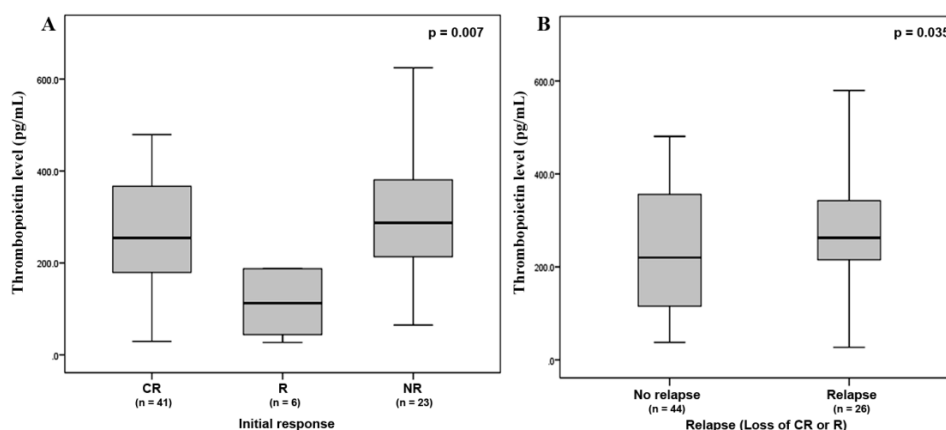 A
p = 0.007
Thrombopoietin level (pg/mL)
600.0
400.0
200.0
.0
CR
R
NR
(n = 41)
(n = 6)
(n = 23)
Initial response
B
p = 0.035
Thrombopoietin level (pg/mL)
600.0
400.0
200.0
.0
No relapse
Relapse
(n = 44)
(n = 26)
Relapse (Loss of CR or R)